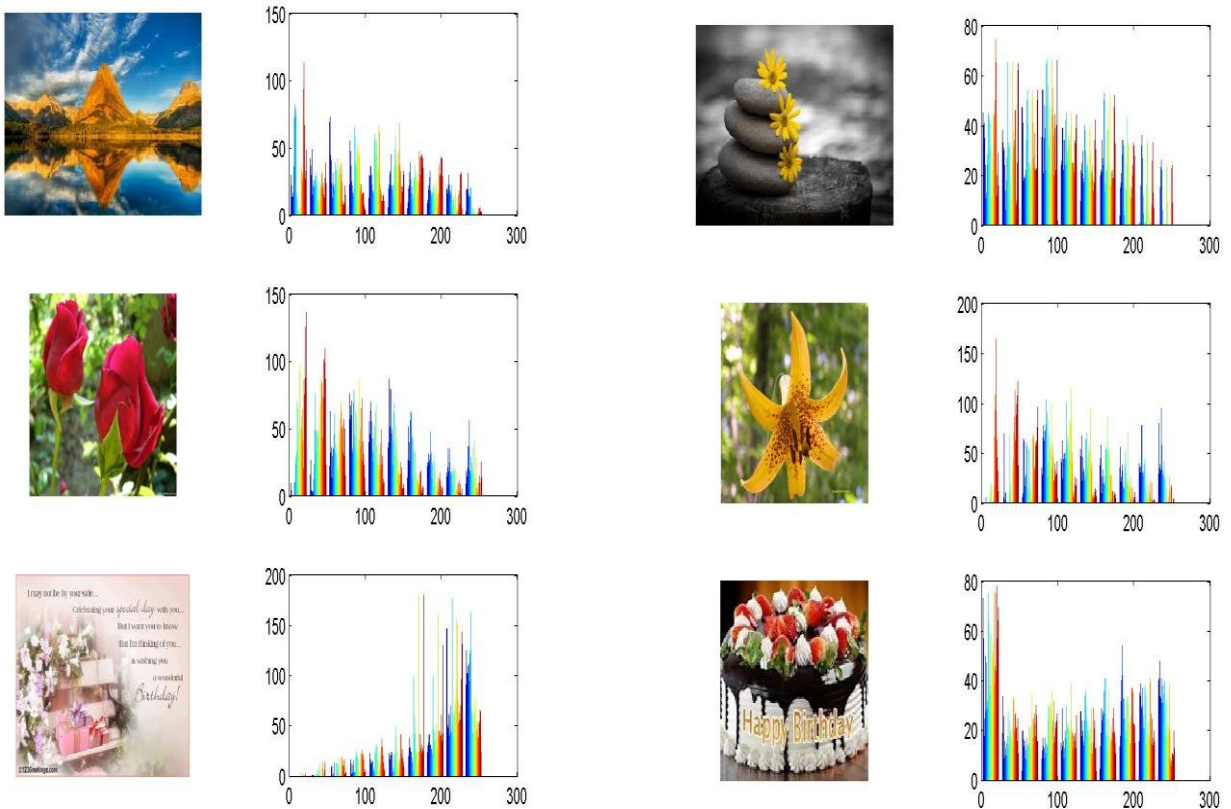 150
100
50
0
0 100 200 300
80
60
40
20
0
0 100 200 300
150
100
50
0
0 100 200 300
200
150
100
50
0
0 100 200 300
I may not be by your side...
Celebrating your special day with you...
But I want you to know
that I'm thinking of you...
& wishing you
a wonderful
Birthday!
123Greetings.com
200
150
100
50
0
0 100 200 300
Happy Birthday
80
60
40
20
0
0 100 200 300